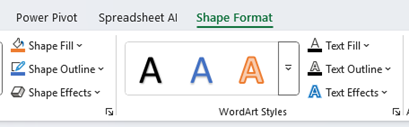 Power Pivot Spreadsheet AI Shape Format
Shape Fill A A A Text Fill
Shape Outline Text Outline
Shape Effects Text Effects
WordArt Styles